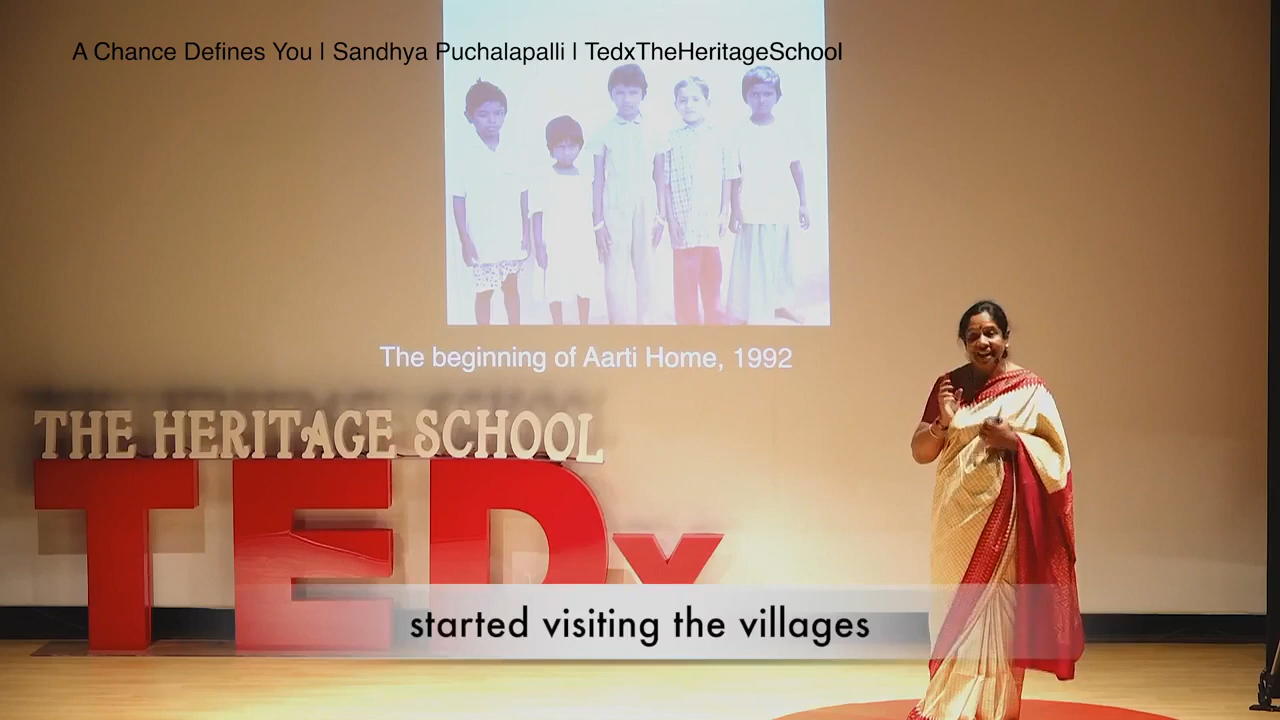 A Chance Defines You | Sandhya Puchalapalli | TedxTheHeritageSchool
The beginning of Aarti Home, 1992
THE HERITAGE SCHOOL
TEDx
started visiting the villages